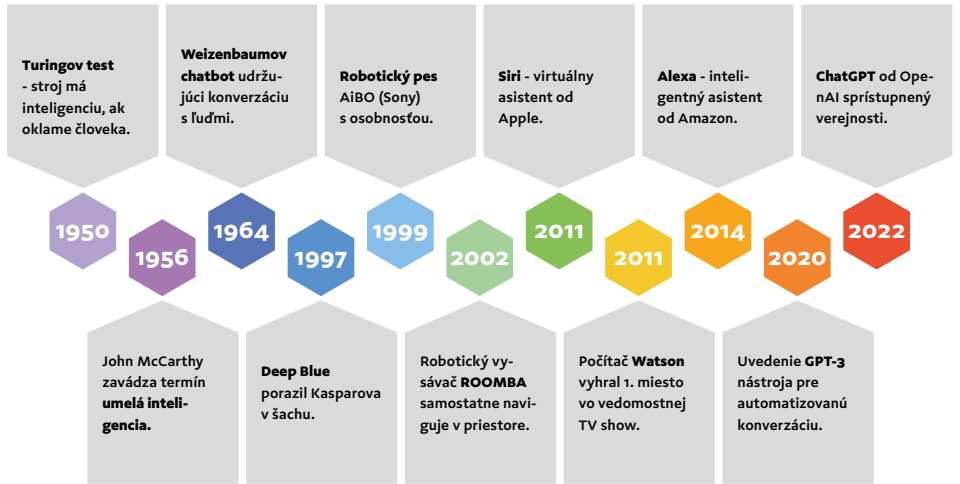 Turingov test
- stroj má
inteligenciu, ak
oklame človeka.
Weizenbaumov
chatbot udržu-
júci konverzáciu
s ľuďmi.
Robotický pes
AiBO (Sony)
s osobnosťou.
Siri - virtuálny
asistent od
Apple.
Alexa - inteli-
gentný asistent
od Amazon.
ChatGPT od Ope-
nAI sprístupnený
verejnosti.
1950
1956
1964
1997
1999
2002
2011
2011
2014
2020
2022
John McCarthy
zavádza termín
umelá inteli-
gencia.
Deep Blue
porazil Kasparova
v šachu.
Robotický vy-
sávač ROOMBA
samostatne navi-
guje v priestore.
Počítač Watson
vyhral 1. miesto
vo vedomostnej
TV show.
Uvedenie GPT-3
nástroja pre
automatizovanú
konverzáciu.